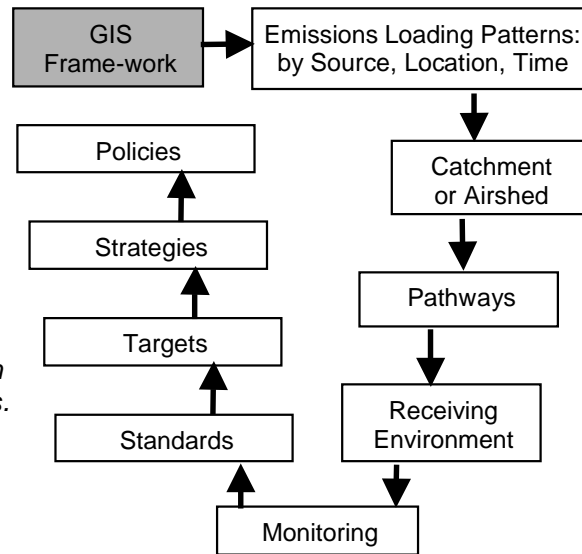 GIS
Frame-work
Emissions Loading Patterns:
by Source, Location, Time
Catchment
or Airshed
Pathways
Receiving
Environment
Monitoring
Standards
Targets
Strategies
Policies